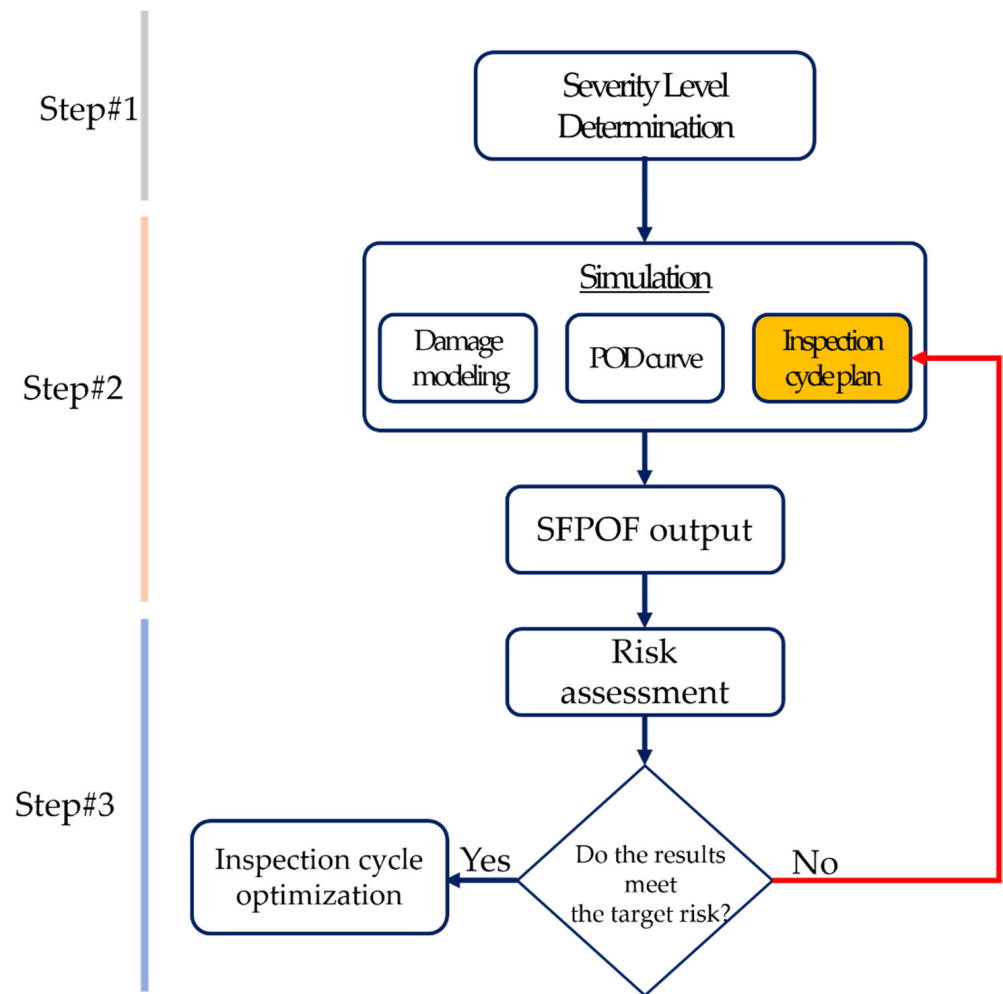 Step#1
Severity Level
Determination
Step#2
Simulation
Damage
modeling
POD curve
Inspection
cycle plan
SFPOF output
Step#3
Risk
assessment
Do the results
meet
the target risk?
Yes
No
Inspection cycle
optimization